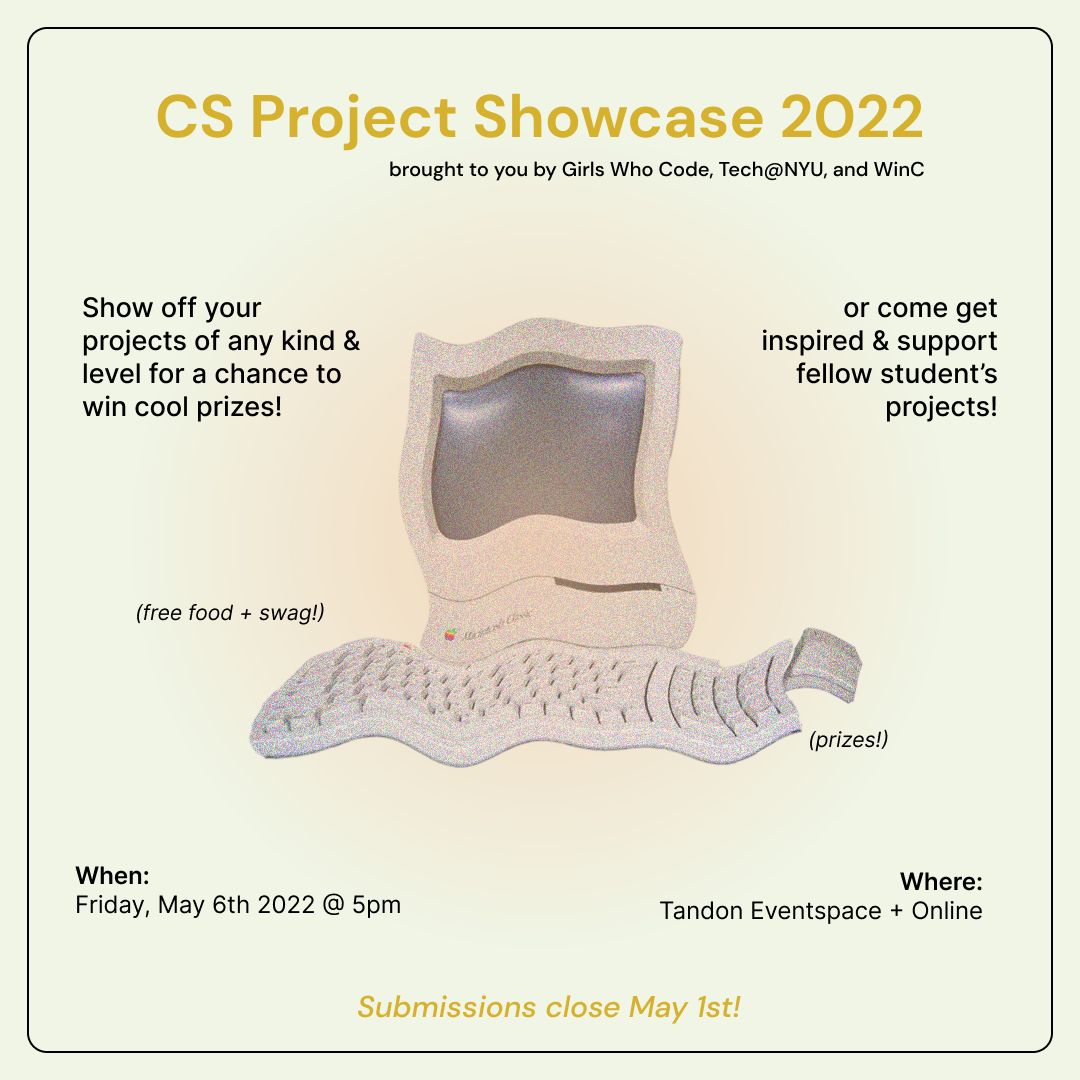 CS Project Showcase 2022
brought to you by Girls Who Code, Tech@NYU, and WinC
Show off your
projects of any kind &
level for a chance to
win cool prizes!
or come get
inspired & support
fellow student's
projects!
(free food + swag!)
Macintosh Classic
(prizes!)
When:
Friday, May 6th 2022 @ 5pm
Where:
Tandon Eventspace + Online
Submissions close May 1st!